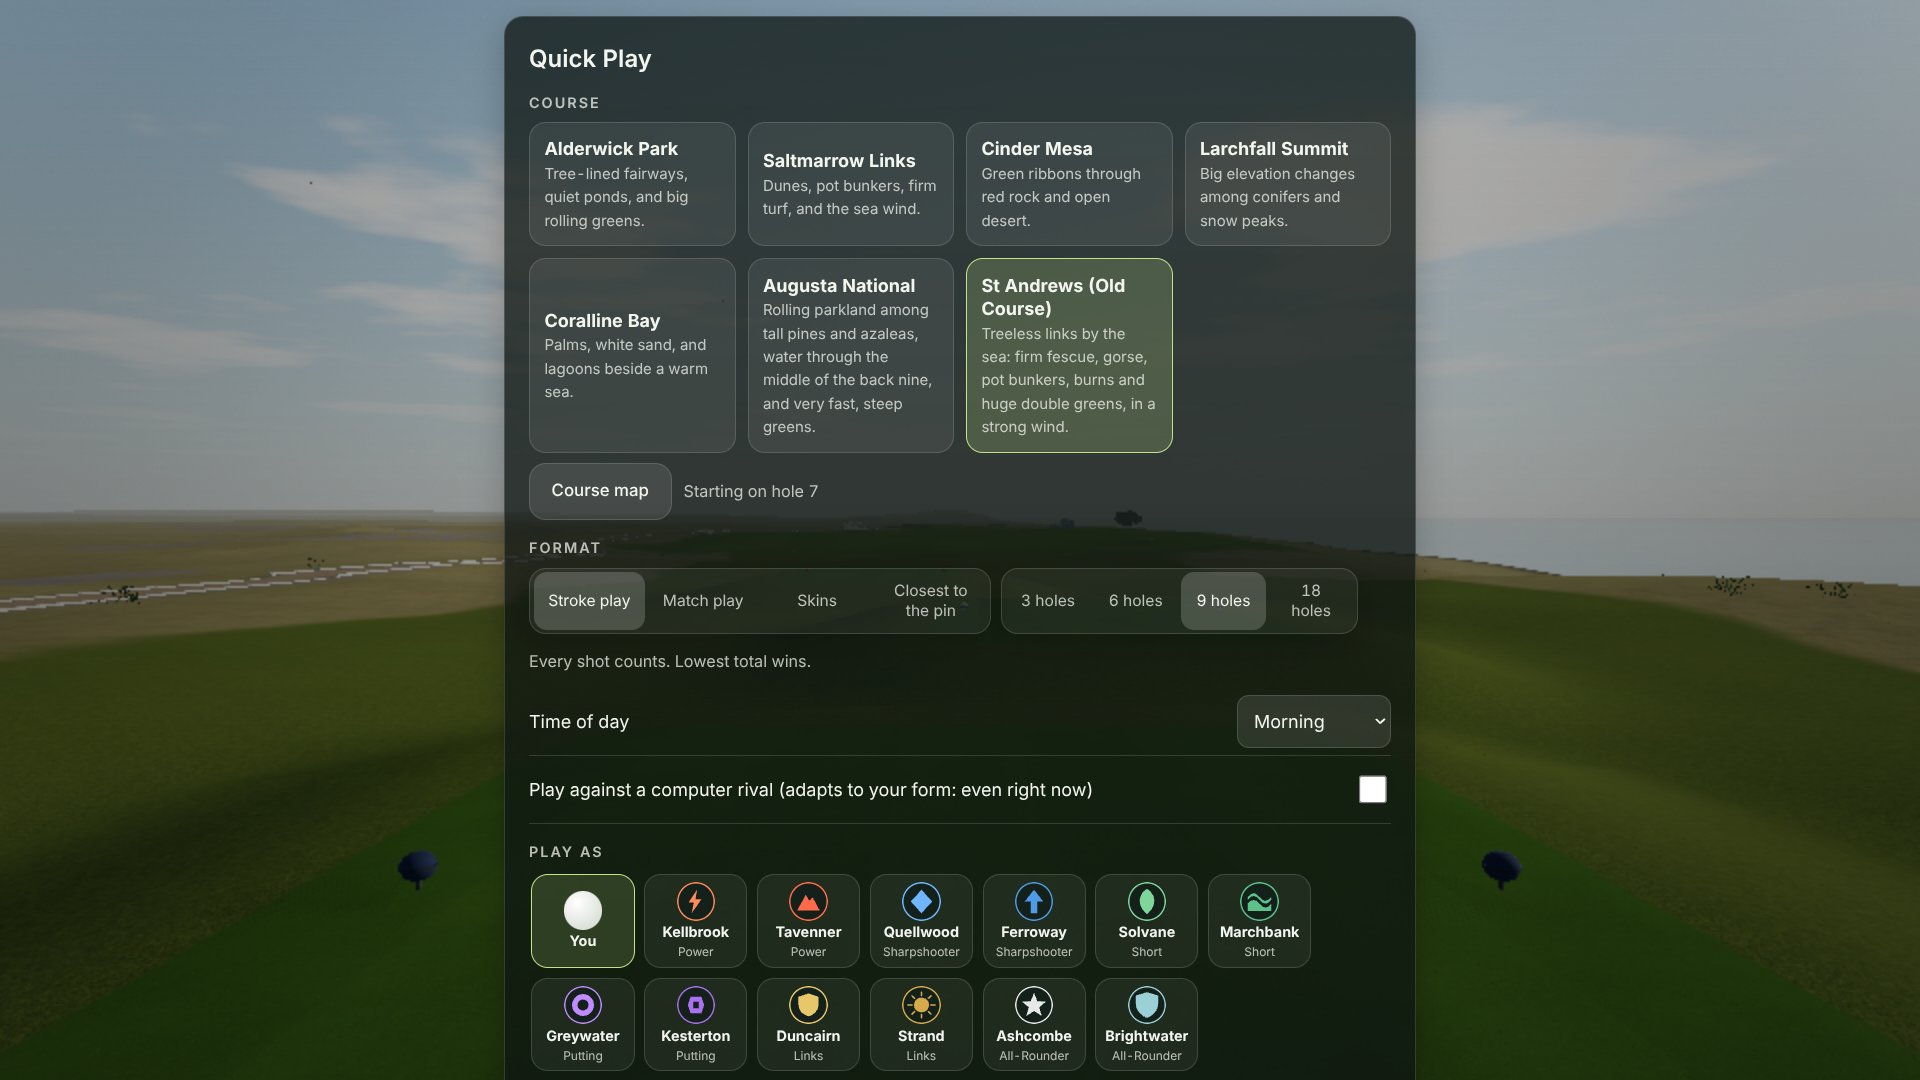 Quick Play
COURSE
Alderwick Park
Tree-lined fairways,
quiet ponds, and big
rolling greens.
Saltmarrow Links
Dunes, pot bunkers, firm
turf, and the sea wind.
Cinder Mesa
Green ribbons through
red rock and open
desert.
Larchfall Summit
Big elevation changes
among conifers and
snow peaks.
Coralline Bay
Palms, white sand, and
lagoons beside a warm
sea.
Augusta National
Rolling parkland among
tall pines and azaleas,
water through the
middle of the back nine,
and very fast, steep
greens.
St Andrews (Old
Course)
Treeless links by the
sea: firm fescue, gorse,
pot bunkers, burns and
huge double greens, in a
strong wind.
Course map
Starting on hole 7
FORMAT
Stroke play
Match play
Skins
Closest to
the pin
3 holes
6 holes
9 holes
18
holes
Every shot counts. Lowest total wins.
Time of day
Morning
Play against a computer rival (adapts to your form: even right now)
PLAY AS
You
Kellbrook
Power
Tavenner
Power
Quellwood
Sharpshooter
Ferroway
Sharpshooter
Solvane
Short
Marchbank
Short
Greywater
Putting
Kesterton
Putting
Duncairn
Links
Strand
Links
Ashcombe
All-Rounder
Brightwater
All-Rounder